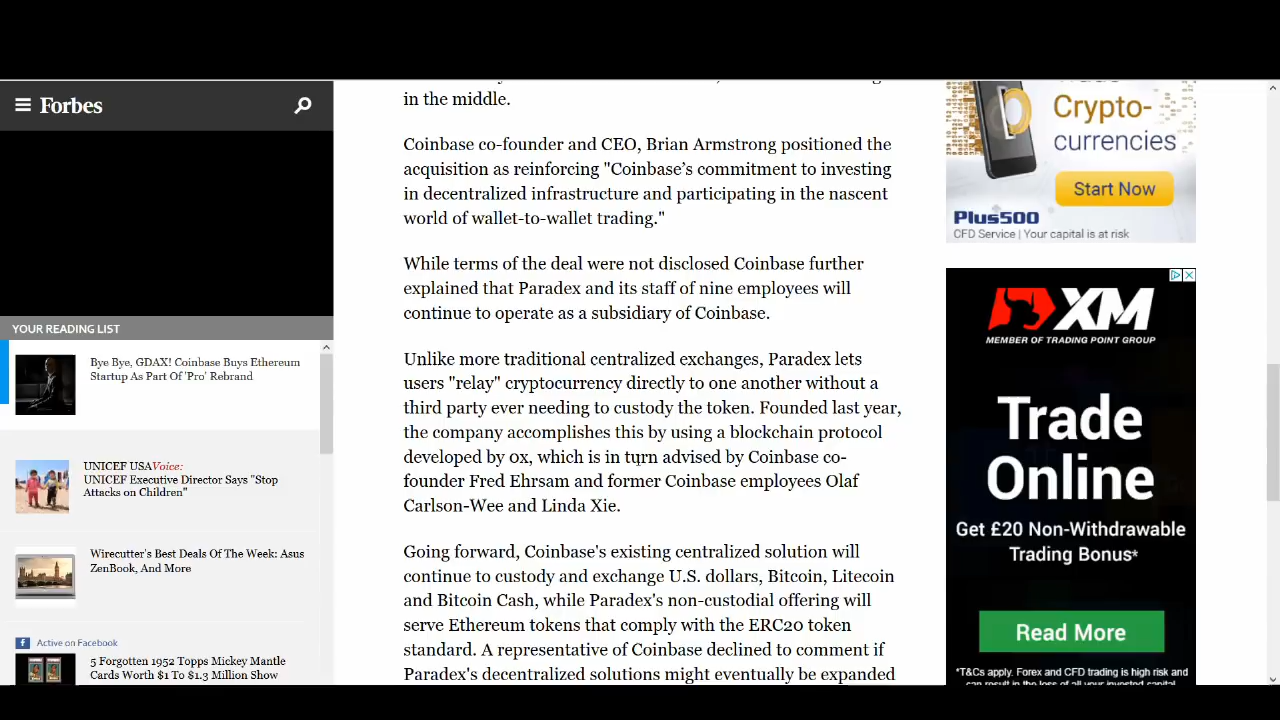 Forbes
YOUR READING LIST
Bye Bye, GDAX! Coinbase Buys Ethereum
Startup As Part Of 'Pro' Rebrand
UNICEF USAVoice:
UNICEF Executive Director Says "Stop
Attacks on Children"
Wirecutter's Best Deals Of The Week: Asus
ZenBook, And More
Active on Facebook
5 Forgotten 1952 Topps Mickey Mantle
Cards Worth $1 To $1.3 Million Show
in the middle.
Coinbase co-founder and CEO, Brian Armstrong positioned the
acquisition as reinforcing "Coinbase’s commitment to investing
in decentralized infrastructure and participating in the nascent
world of wallet-to-wallet trading."
While terms of the deal were not disclosed Coinbase further
explained that Paradex and its staff of nine employees will
continue to operate as a subsidiary of Coinbase.
Unlike more traditional centralized exchanges, Paradex lets
users "relay" cryptocurrency directly to one another without a
third party ever needing to custody the token. Founded last year,
the company accomplishes this by using a blockchain protocol
developed by 0x, which is in turn advised by Coinbase co-
founder Fred Ehrsam and former Coinbase employees Olaf
Carlson-Wee and Linda Xie.
Going forward, Coinbase's existing centralized solution will
continue to custody and exchange U.S. dollars, Bitcoin, Litecoin
and Bitcoin Cash, while Paradex's non-custodial offering will
serve Ethereum tokens that comply with the ERC20 token
standard. A representative of Coinbase declined to comment if
Paradex's decentralized solutions might eventually be expanded
Crypto-
currencies
Start Now
Plus500
CFD Service | Your capital is at risk
XM
MEMBER OF TRADING POINT GROUP
Trade
Online
Get £20 Non-Withdrawable
Trading Bonus*
Read More
*T&Cs apply. Forex and CFD trading is high risk and
can result in the loss of all your invested capital